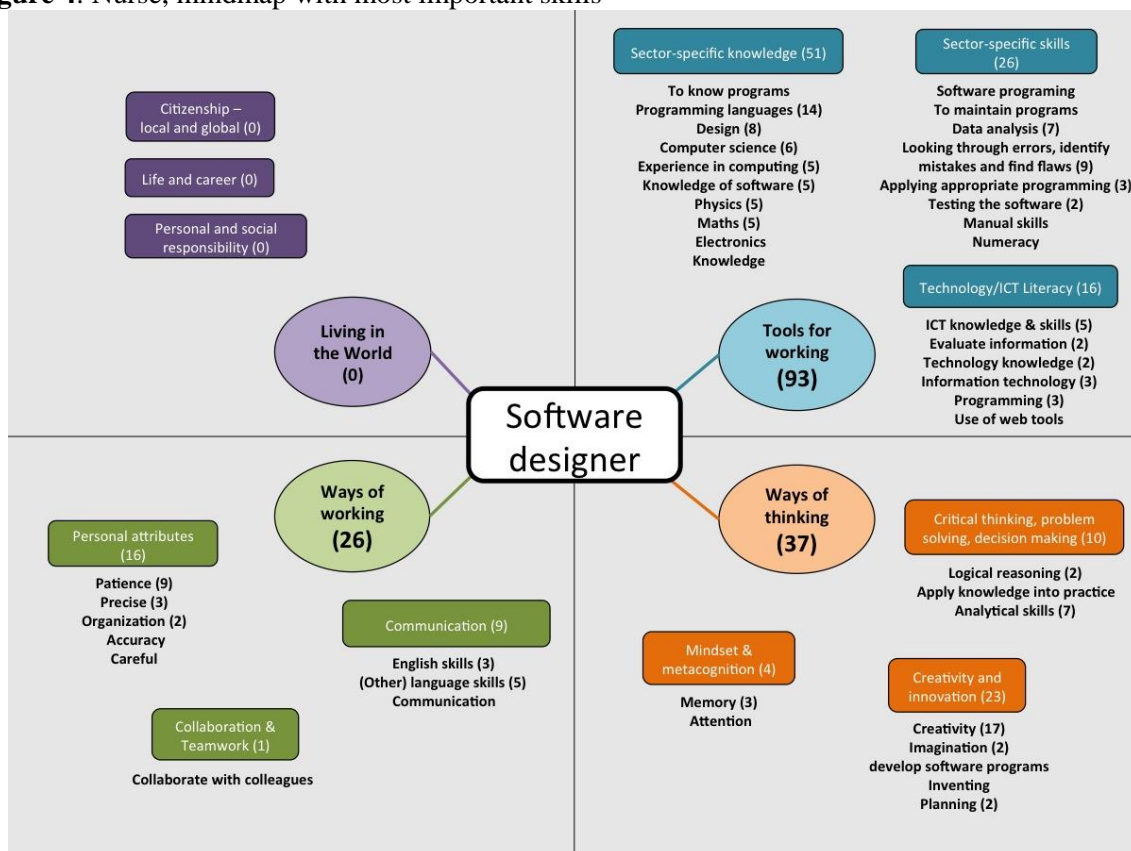 gure 4. Nurse, mindmap with most important skills
Citizenship –
local and global (0)
Life and career (0)
Personal and social
responsibility (0)
Living in
the World
(0)
Sector-specific knowledge (51)
To know programs
Programming languages (14)
Design (8)
Computer science (6)
Experience in computing (5)
Knowledge of software (5)
Physics (5)
Maths (5)
Electronics
Knowledge
Sector-specific skills
(26)
Software programing
To maintain programs
Data analysis (7)
Looking through errors, identify
mistakes and find flaws (9)
Applying appropriate programming (3)
Testing the software (2)
Manual skills
Numeracy
Technology/ICT Literacy (16)
ICT knowledge & skills (5)
Evaluate information (2)
Technology knowledge (2)
Information technology (3)
Programming (3)
Use of web tools
Tools for
working
(93)
Software
designer
Ways of
working
(26)
Personal attributes
(16)
Patience (9)
Precise (3)
Organization (2)
Accuracy
Careful
Communication (9)
English skills (3)
(Other) language skills (5)
Communication
Collaboration &
Teamwork (1)
Collaborate with colleagues
Ways of
thinking
(37)
Critical thinking, problem
solving, decision making (10)
Logical reasoning (2)
Apply knowledge into practice
Analytical skills (7)
Mindset &
metacognition (4)
Memory (3)
Attention
Creativity and
innovation (23)
Creativity (17)
Imagination (2)
develop software programs
Inventing
Planning (2)